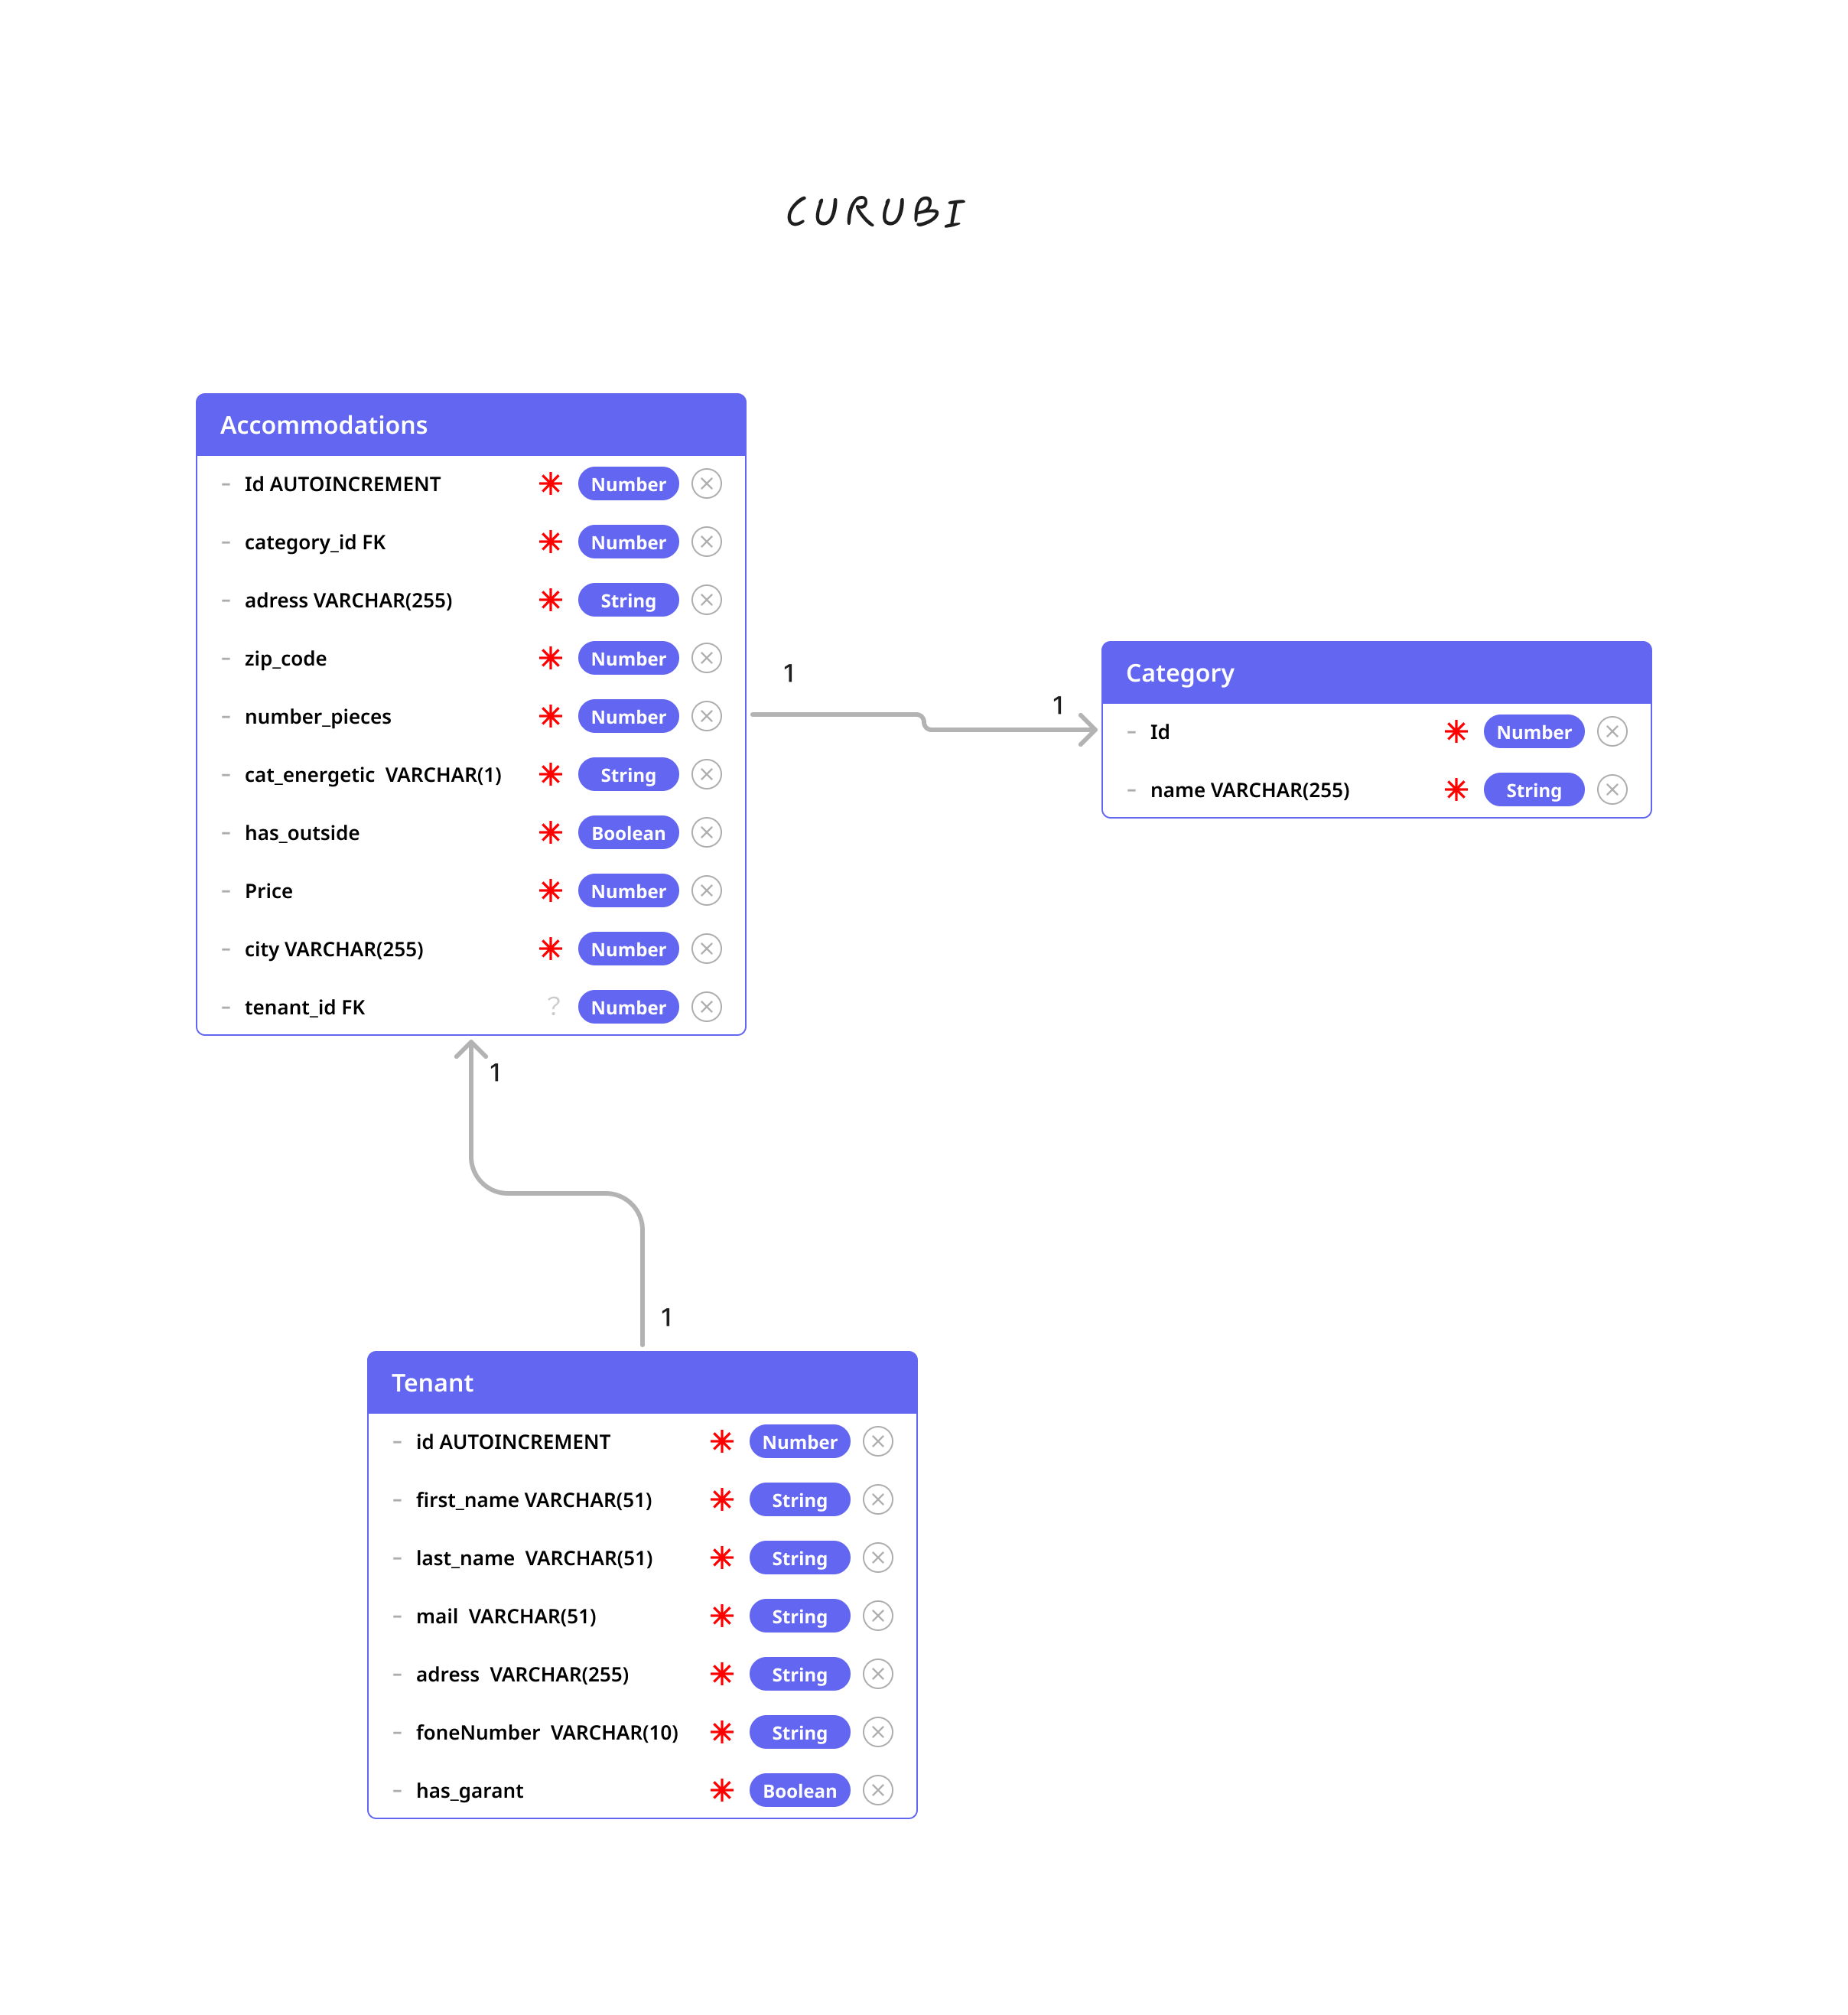 CURUBI
Accommodations
- Id AUTOINCREMENT Number
- category_id FK Number
- adress VARCHAR(255) String
- zip_code Number
- number_pieces Number
- cat_energetic VARCHAR(1) String
- has_outside Boolean
- Price Number
- city VARCHAR(255) Number
- tenant_id FK ? Number
1
1
Category
- Id Number
- name VARCHAR(255) String
1
1
Tenant
- id AUTOINCREMENT Number
- first_name VARCHAR(51) String
- last_name VARCHAR(51) String
- mail VARCHAR(51) String
- adress VARCHAR(255) String
- foneNumber VARCHAR(10) String
- has_garant Boolean